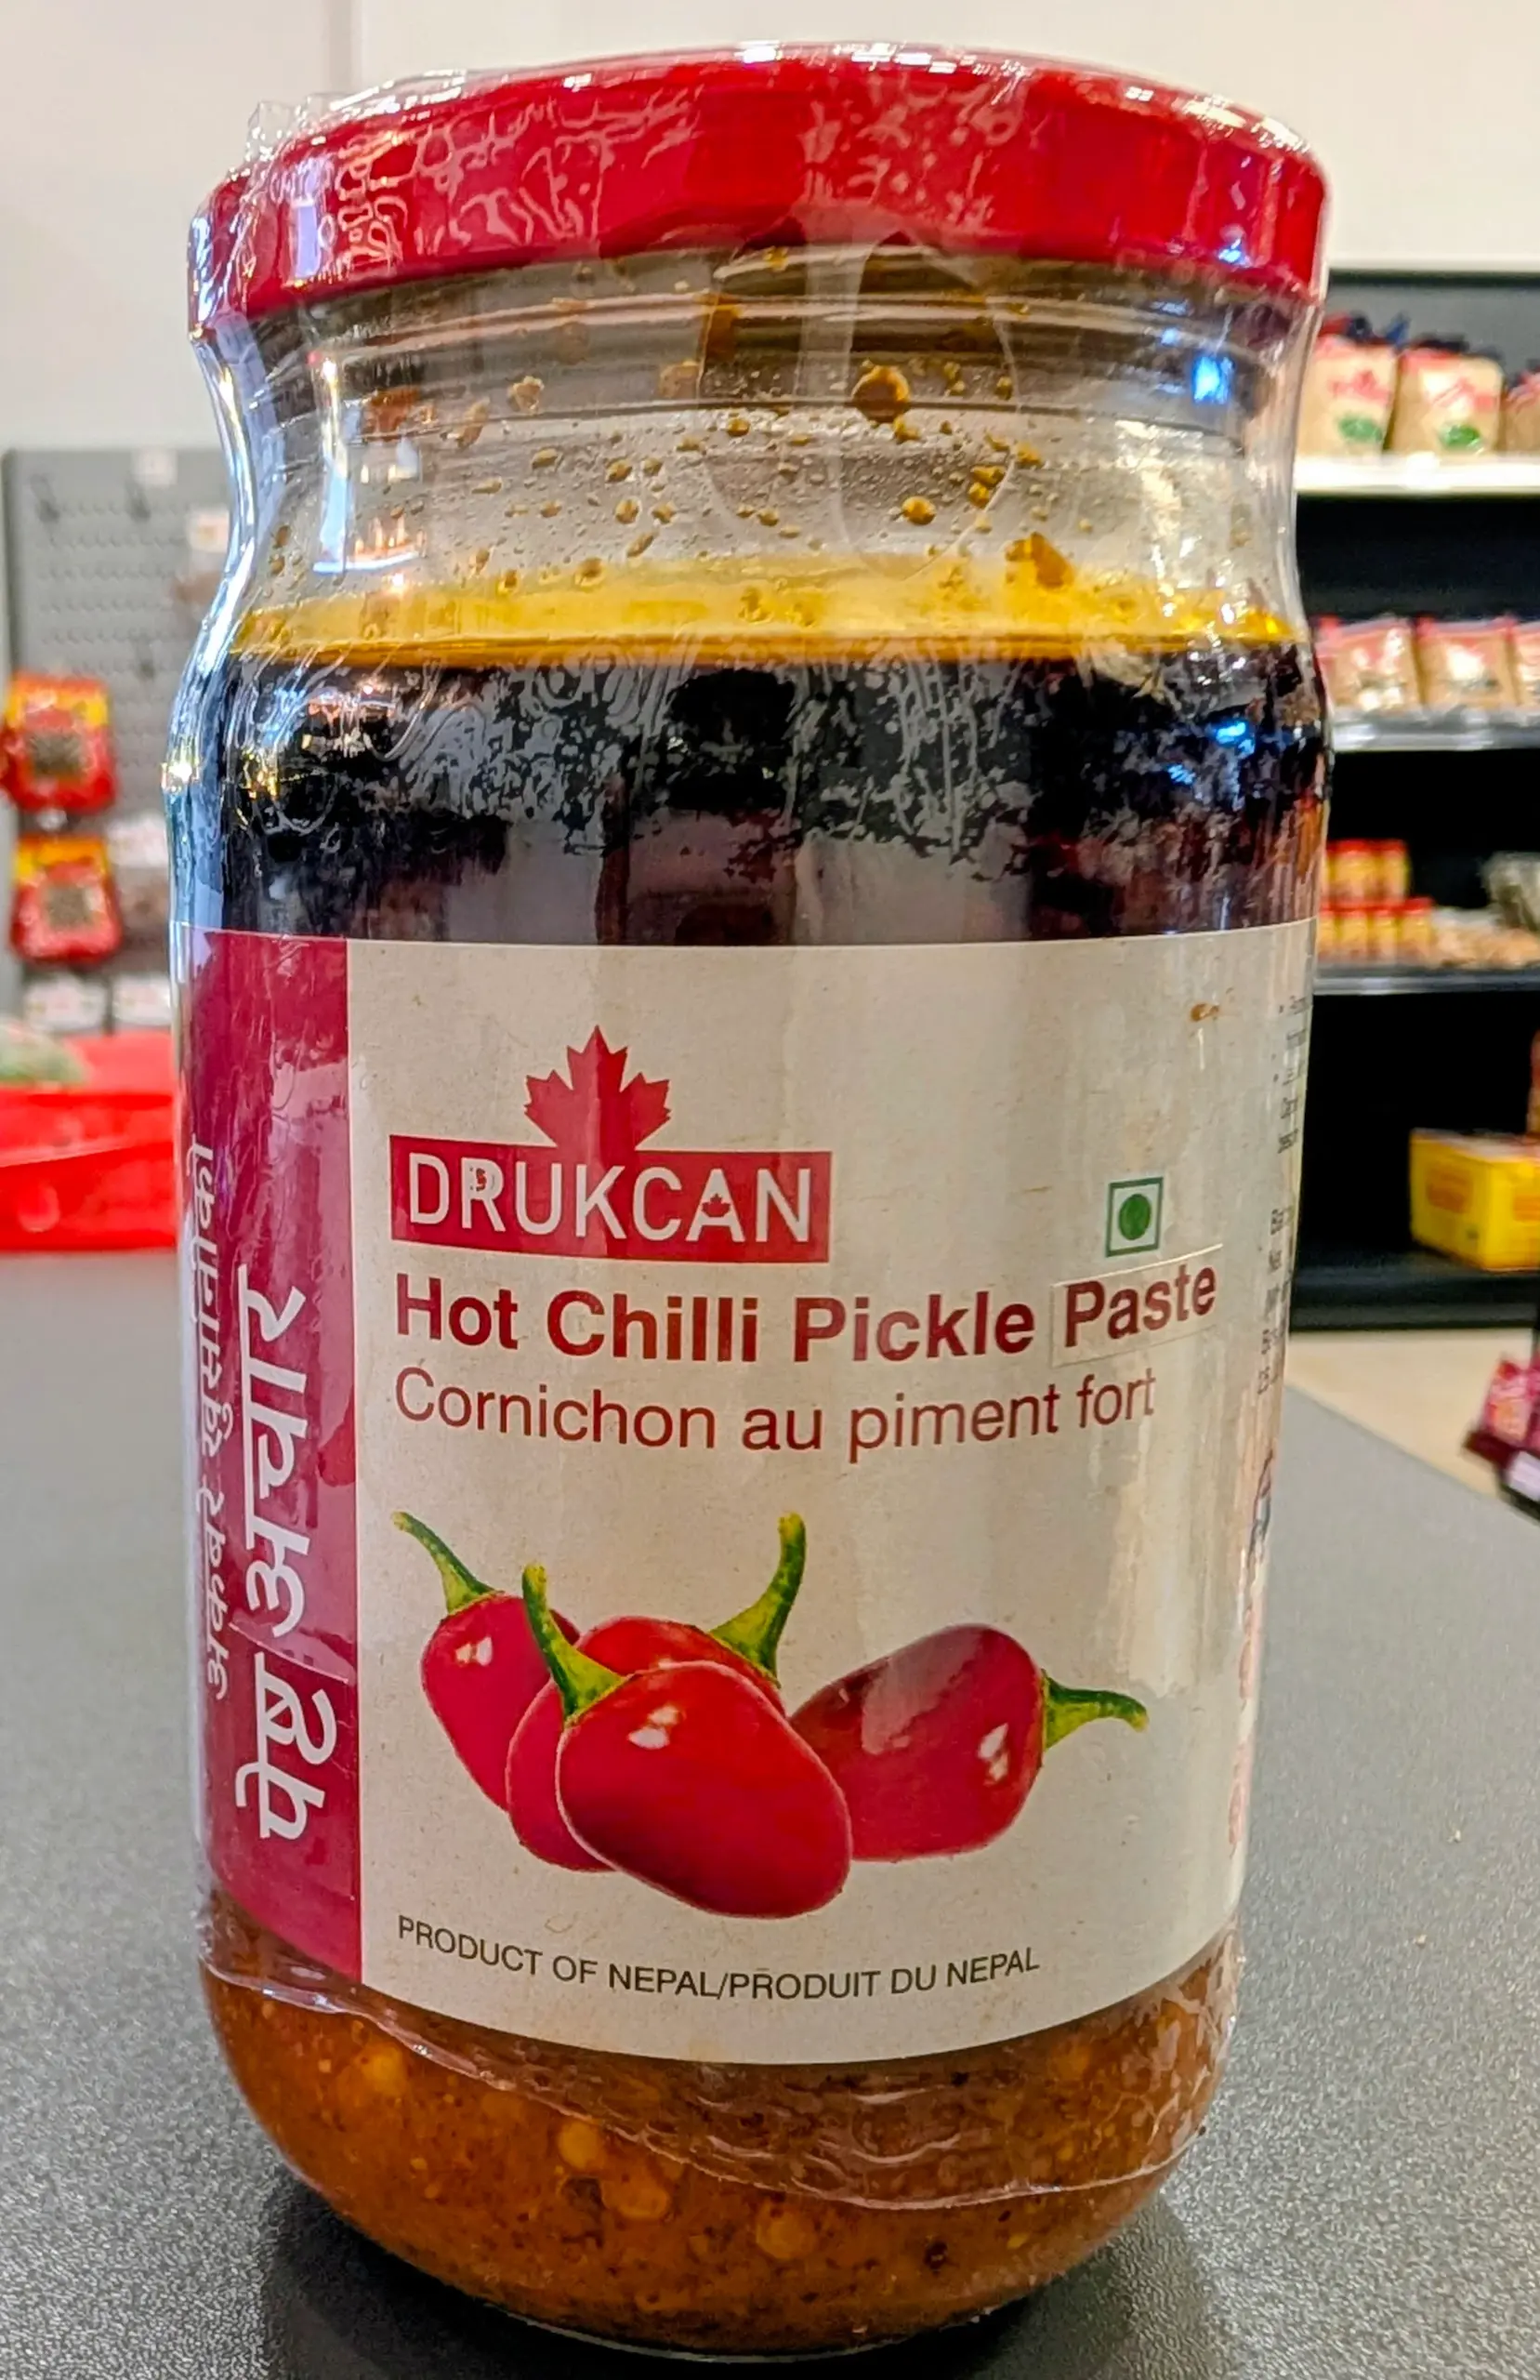 अकबरे खुर्सानीको
पेष्ट अचार
DRUKCAN
Hot Chilli Pickle Paste
Cornichon au piment fort
PRODUCT OF NEPAL/PRODUIT DU NEPAL